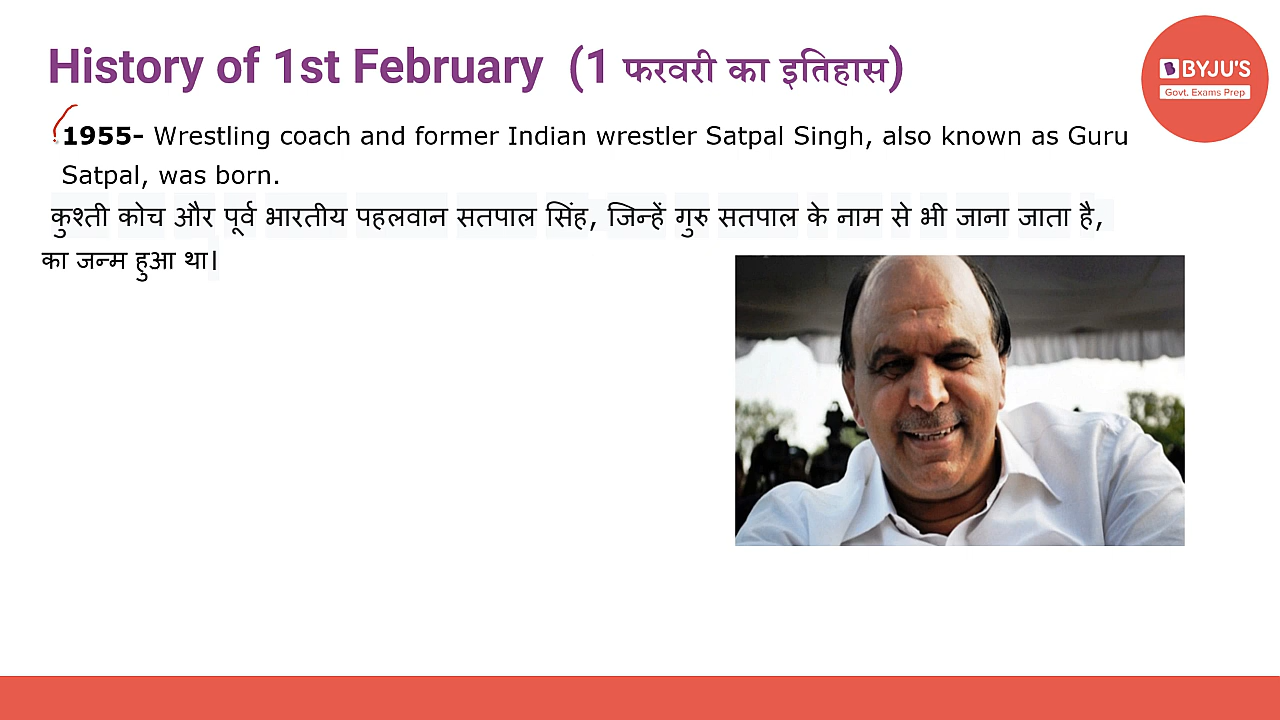 History of 1st February (1 फरवरी का इतिहास)
BYJU'S
Govt. Exams Prep
1955- Wrestling coach and former Indian wrestler Satpal Singh, also known as Guru
Satpal, was born.
कुश्ती कोच और पूर्व भारतीय पहलवान सतपाल सिंह, जिन्हें गुरु सतपाल के नाम से भी जाना जाता है,
का जन्म हुआ था|